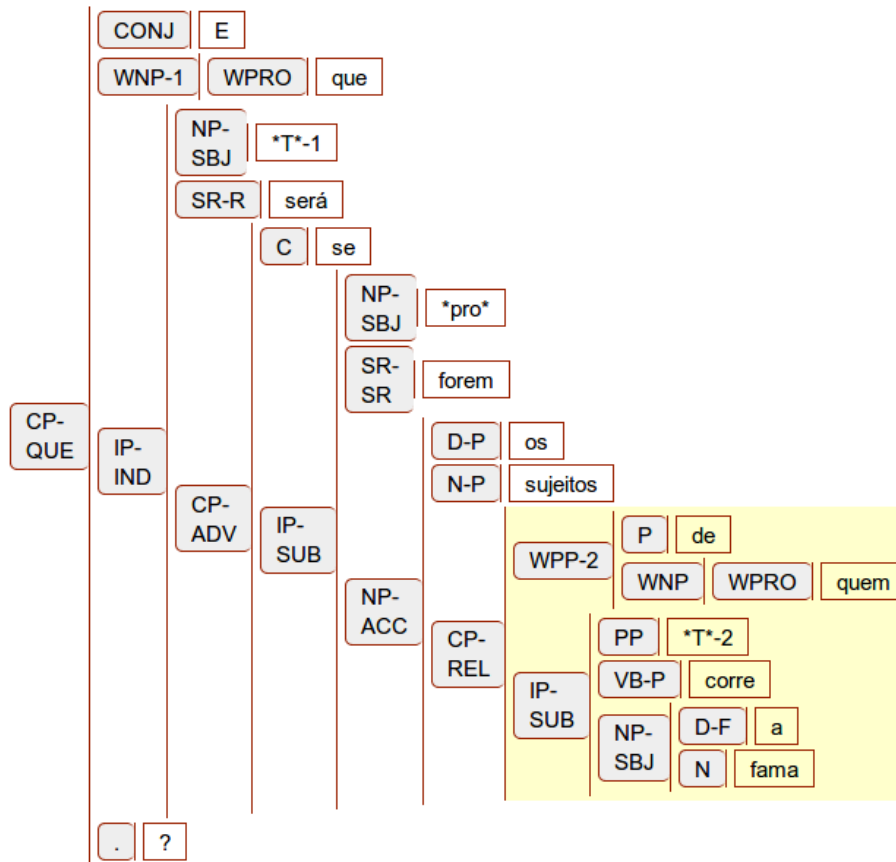 CONJ E
WNP-1 WPRO que
NP-
SBJ *T*-1
SR-R será
C se
NP-
SBJ *pro*
SR-
SR forem
CP-
QUE
IP-
IND
CP-
ADV
IP-
SUB
NP-
ACC
D-P os
N-P sujeitos
CP-
REL
WPP-2
P de
WNP WPRO quem
IP-
SUB
PP *T*-2
VB-P corre
NP-
SBJ
D-F a
N fama
. ?